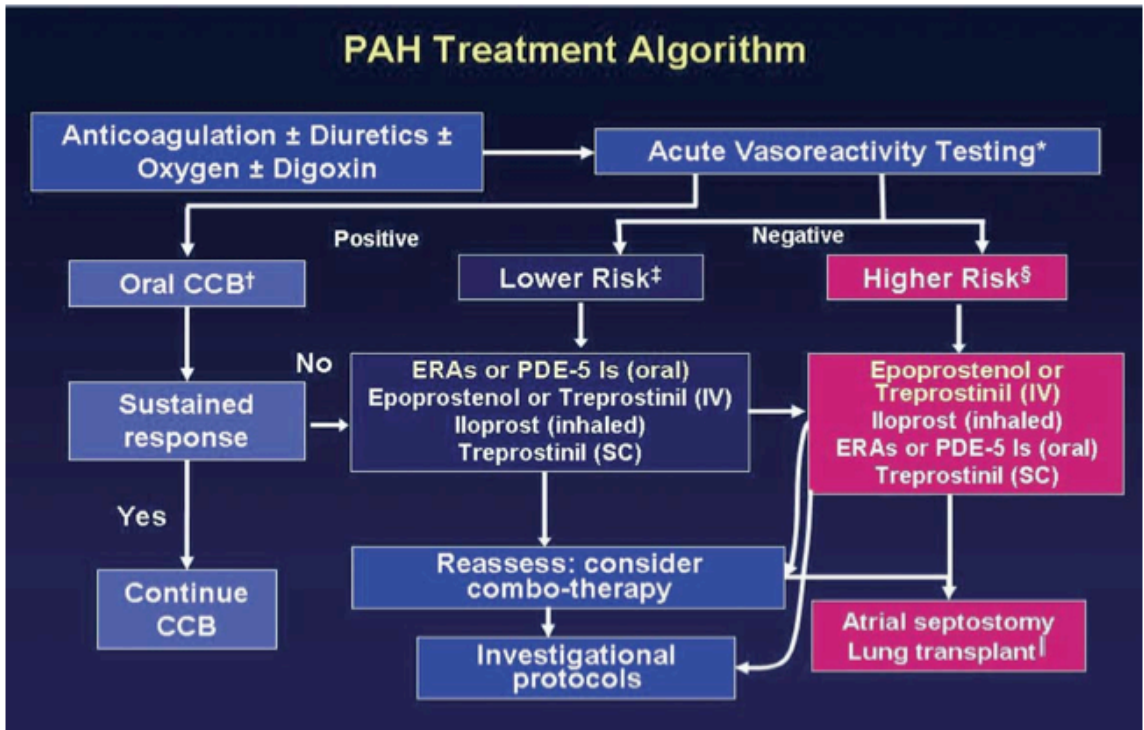 PAH Treatment Algorithm
Anticoagulation ± Diuretics ±
Oxygen ± Digoxin
Acute Vasoreactivity Testing*
Positive
Negative
Oral CCB†
Lower Risk‡
Higher Risk§
No
Sustained
response
ERAs or PDE-5 Is (oral)
Epoprostenol or Treprostinil (IV)
Iloprost (inhaled)
Treprostinil (SC)
Epoprostenol or
Treprostinil (IV)
Iloprost (inhaled)
ERAs or PDE-5 Is (oral)
Treprostinil (SC)
Yes
Continue
CCB
Reassess: consider
combo-therapy
Investigational
protocols
Atrial septostomy
Lung transplant‖